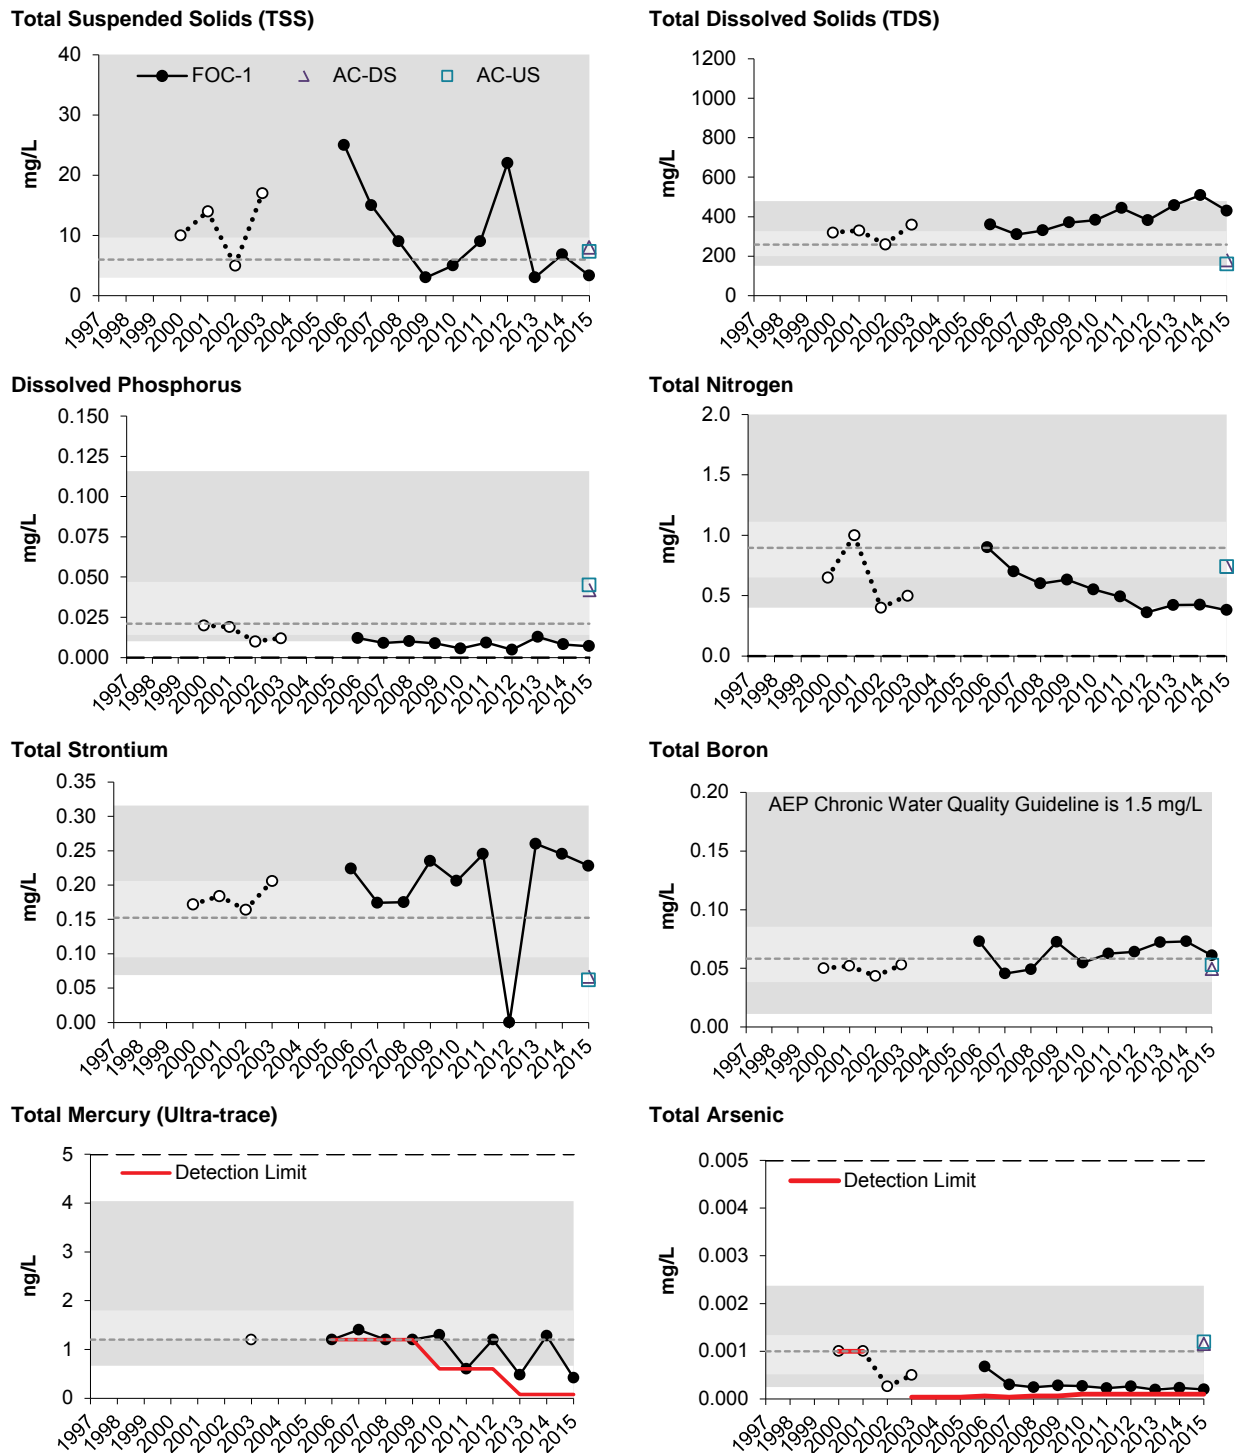 Total Suspended Solids (TSS)
mg/L
40
30
20
10
0
FOC-1 AC-DS AC-US
1997 1998 1999 2000 2001 2002 2003 2004 2005 2006 2007 2008 2009 2010 2011 2012 2013 2014 2015
Total Dissolved Solids (TDS)
mg/L
1200
1000
800
600
400
200
0
1997 1998 1999 2000 2001 2002 2003 2004 2005 2006 2007 2008 2009 2010 2011 2012 2013 2014 2015
Dissolved Phosphorus
mg/L
0.150
0.125
0.100
0.075
0.050
0.025
0.000
1997 1998 1999 2000 2001 2002 2003 2004 2005 2006 2007 2008 2009 2010 2011 2012 2013 2014 2015
Total Nitrogen
mg/L
2.0
1.5
1.0
0.5
0.0
1997 1998 1999 2000 2001 2002 2003 2004 2005 2006 2007 2008 2009 2010 2011 2012 2013 2014 2015
Total Strontium
mg/L
0.35
0.30
0.25
0.20
0.15
0.10
0.05
0.00
1997 1998 1999 2000 2001 2002 2003 2004 2005 2006 2007 2008 2009 2010 2011 2012 2013 2014 2015
Total Boron
mg/L
0.20
0.15
0.10
0.05
0.00
AEP Chronic Water Quality Guideline is 1.5 mg/L
1997 1998 1999 2000 2001 2002 2003 2004 2005 2006 2007 2008 2009 2010 2011 2012 2013 2014 2015
Total Mercury (Ultra-trace)
ng/L
5
4
3
2
1
0
Detection Limit
1997 1998 1999 2000 2001 2002 2003 2004 2005 2006 2007 2008 2009 2010 2011 2012 2013 2014 2015
Total Arsenic
mg/L
0.005
0.004
0.003
0.002
0.001
0.000
Detection Limit
1997 1998 1999 2000 2001 2002 2003 2004 2005 2006 2007 2008 2009 2010 2011 2012 2013 2014 2015